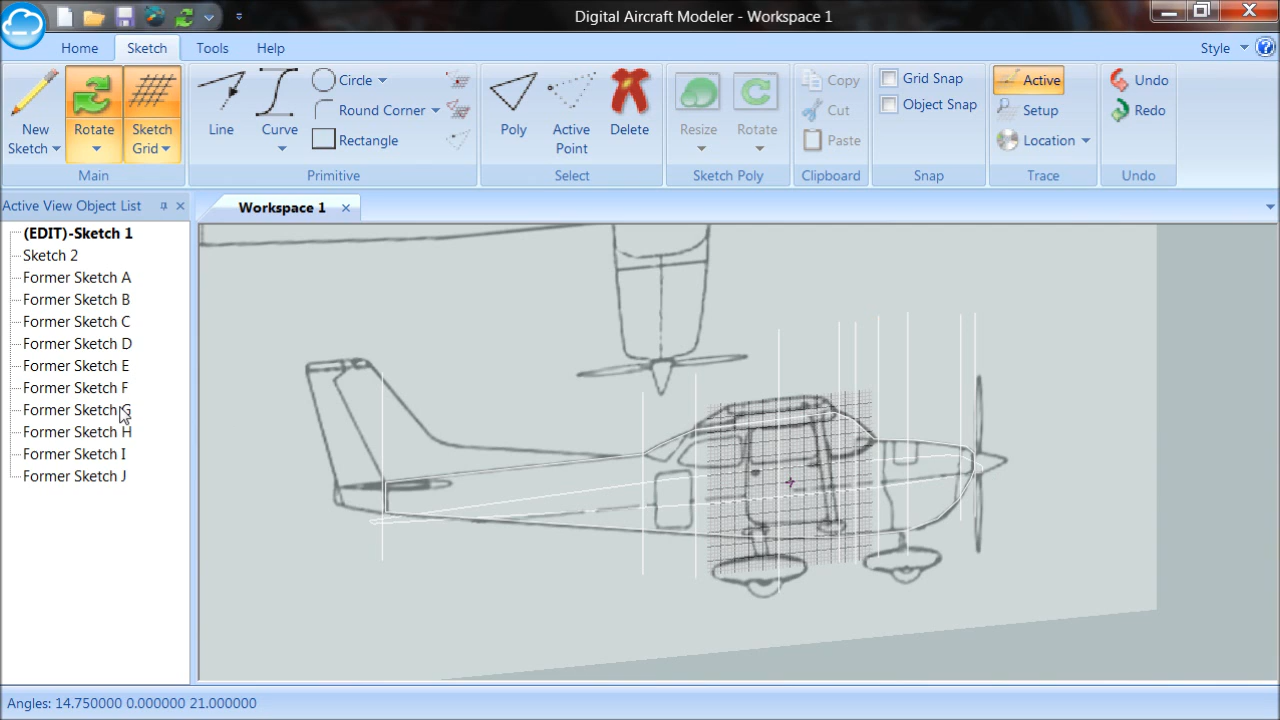 Digital Aircraft Modeler - Workspace 1
Home Sketch Tools Help Style
New Sketch
Rotate
Sketch Grid
Main
Line
Curve
Circle
Round Corner
Rectangle
Primitive
Poly
Active Point
Delete
Select
Resize
Rotate
Sketch Poly
Copy
Cut
Paste
Clipboard
Grid Snap
Object Snap
Snap
Active
Setup
Location
Trace
Undo
Redo
Undo
Active View Object List
Workspace 1
(EDIT)-Sketch 1
Sketch 2
Former Sketch A
Former Sketch B
Former Sketch C
Former Sketch D
Former Sketch E
Former Sketch F
Former Sketch G
Former Sketch H
Former Sketch I
Former Sketch J
Angles: 14.750000 0.000000 21.000000